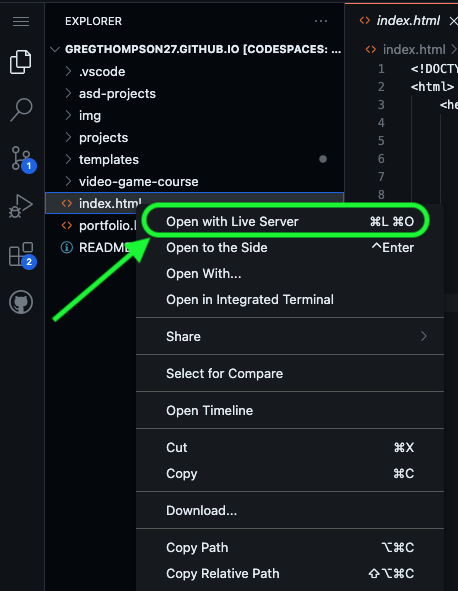 EXPLORER
GREGTHOMPSON27.GITHUB.IO [CODESPACES: ...
.vscode
asd-projects
img
projects
templates
video-game-course
index.html
portfolio.
README
1
2
index.html
index.html
1 <!DOCTY
2 <html>
3 <he
4
5
6
7
8
Open with Live Server ⌘L ⌘O
Open to the Side ^Enter
Open With...
Open in Integrated Terminal
Share
Select for Compare
Open Timeline
Cut ⌘X
Copy ⌘C
Download...
Copy Path ⌥⌘C
Copy Relative Path ⇧⌥⌘C